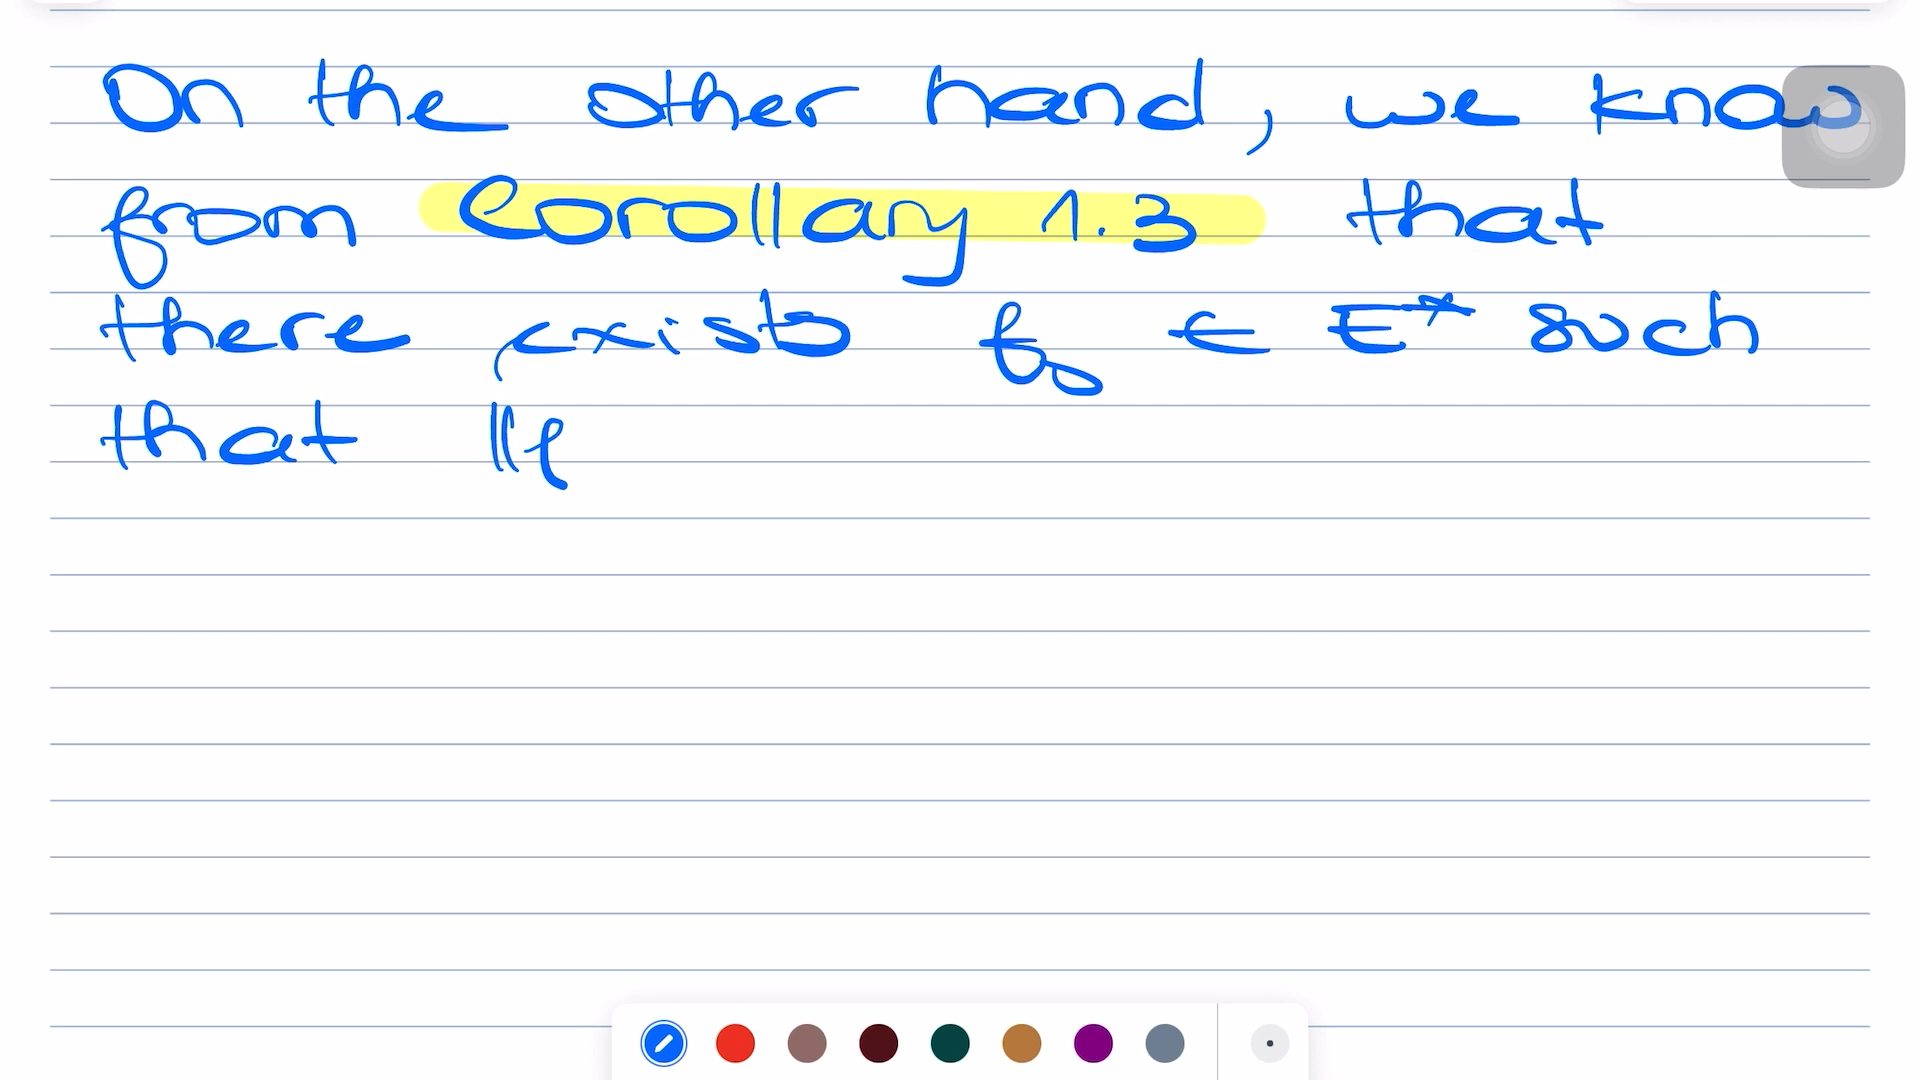 On the other hand, we know
from Corollary 1.3 that
there exists f₀ ∈ E* such
that ||f